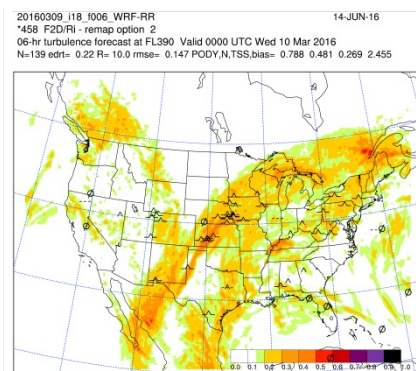 20160309_i18_f006_WRF-RR 14-JUN-16
*458 F2D/Ri - remap option 2
06-hr turbulence forecast at FL390 Valid 0000 UTC Wed 10 Mar 2016
N=139 edrt= 0.22 R= 10.0 rmse= 0.147 PODY,N,TSS,bias= 0.788 0.481 0.269 2.455
0.0 0.1 0.2 0.3 0.4 0.5 0.6 0.7 0.8 0.9 1.0